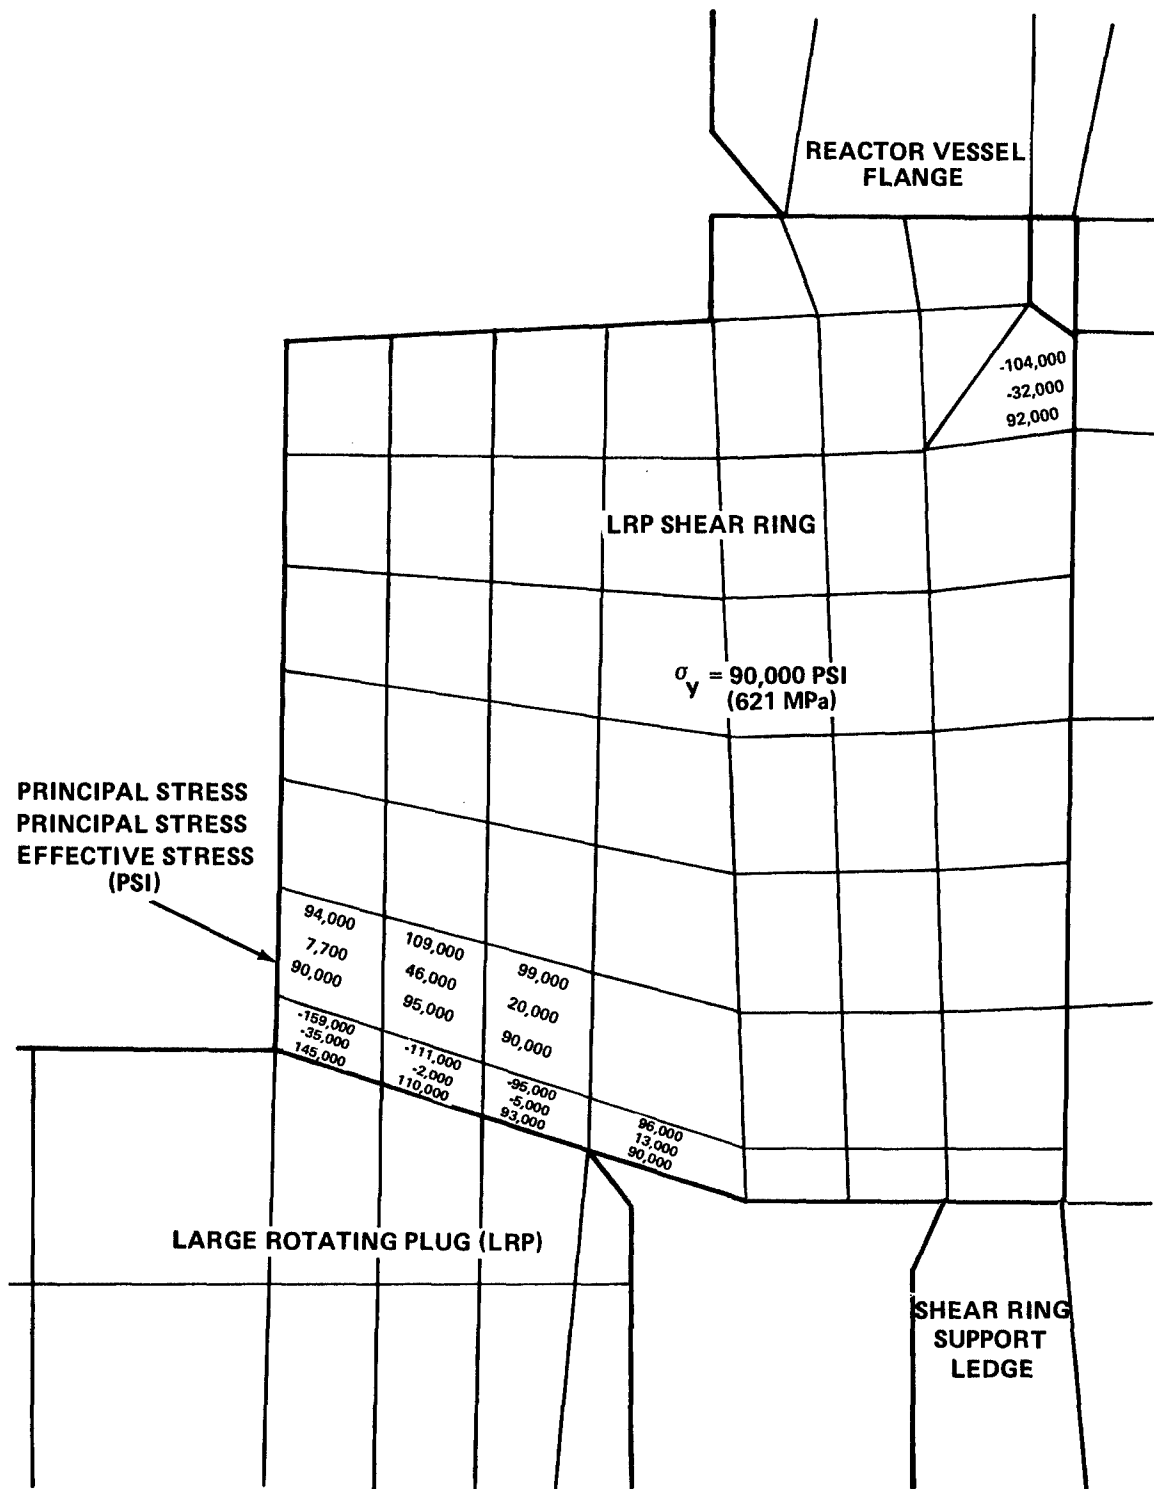 REACTOR VESSEL
FLANGE
-104,000
-32,000
92,000
LRP SHEAR RING
σy = 90,000 PSI
(621 MPa)
PRINCIPAL STRESS
PRINCIPAL STRESS
EFFECTIVE STRESS
(PSI)
94,000
7,700
90,000
109,000
46,000
95,000
99,000
20,000
90,000
-159,000
-35,000
145,000
-111,000
-2,000
110,000
-95,000
-5,000
93,000
96,000
13,000
90,000
LARGE ROTATING PLUG (LRP)
SHEAR RING
SUPPORT
LEDGE